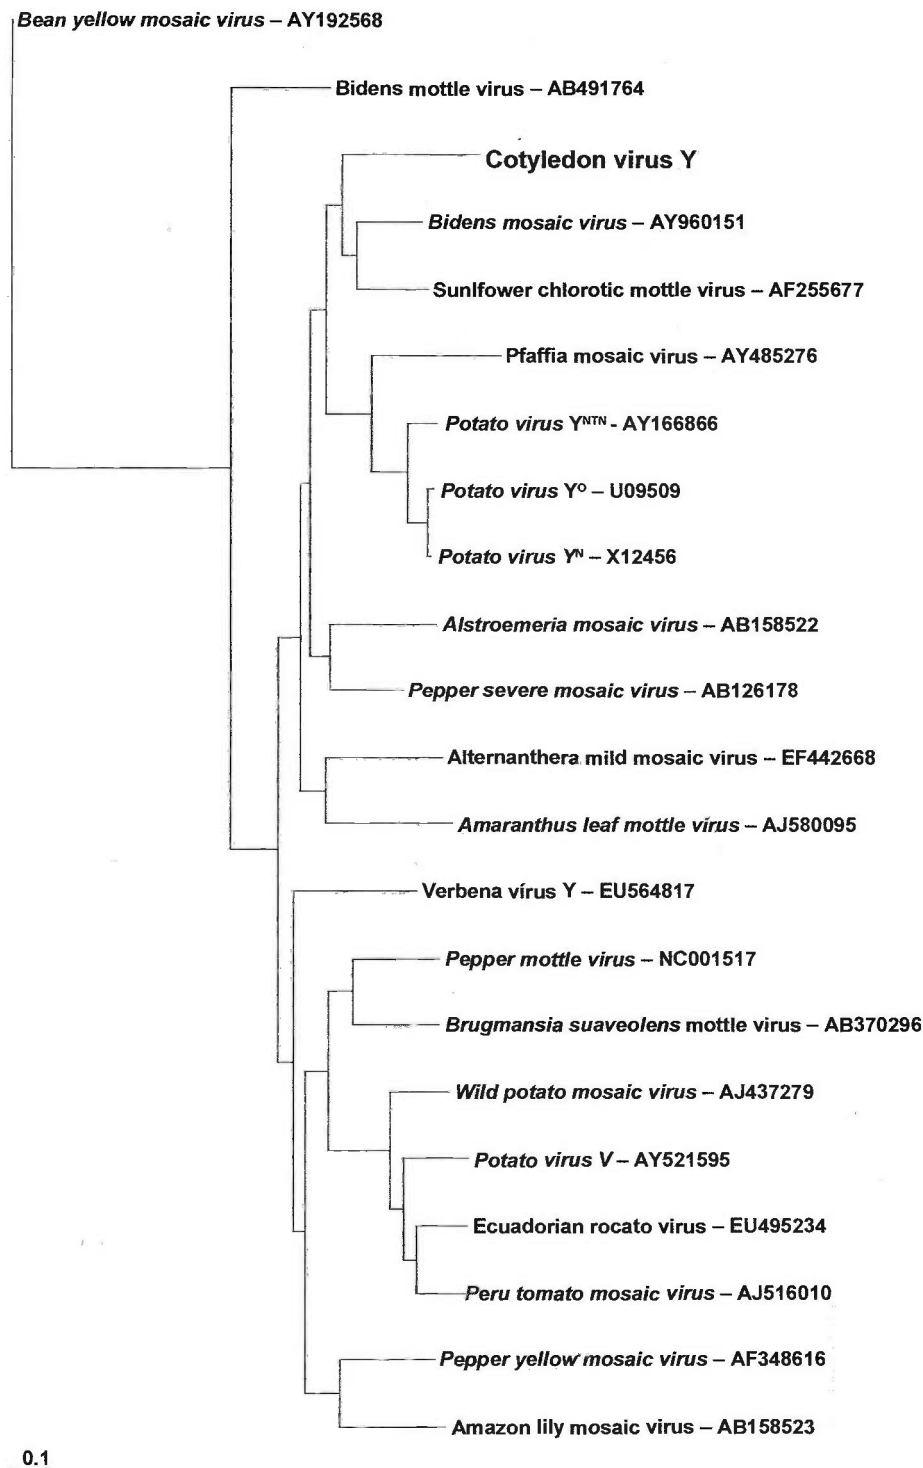 Bean yellow mosaic virus – AY192568
Bidens mottle virus – AB491764
Cotyledon virus Y
Bidens mosaic virus – AY960151
Sunlfower chlorotic mottle virus – AF255677
Pfaffia mosaic virus – AY485276
Potato virus Yᴺᵀᴺ - AY166866
Potato virus Yᴼ – U09509
Potato virus Yᴺ – X12456
Alstroemeria mosaic virus – AB158522
Pepper severe mosaic virus – AB126178
Alternanthera mild mosaic virus – EF442668
Amaranthus leaf mottle virus – AJ580095
Verbena vírus Y – EU564817
Pepper mottle virus – NC001517
Brugmansia suaveolens mottle virus – AB370296
Wild potato mosaic virus – AJ437279
Potato virus V – AY521595
Ecuadorian rocato virus – EU495234
Peru tomato mosaic virus – AJ516010
Pepper yellow mosaic virus – AF348616
Amazon lily mosaic virus – AB158523
0.1